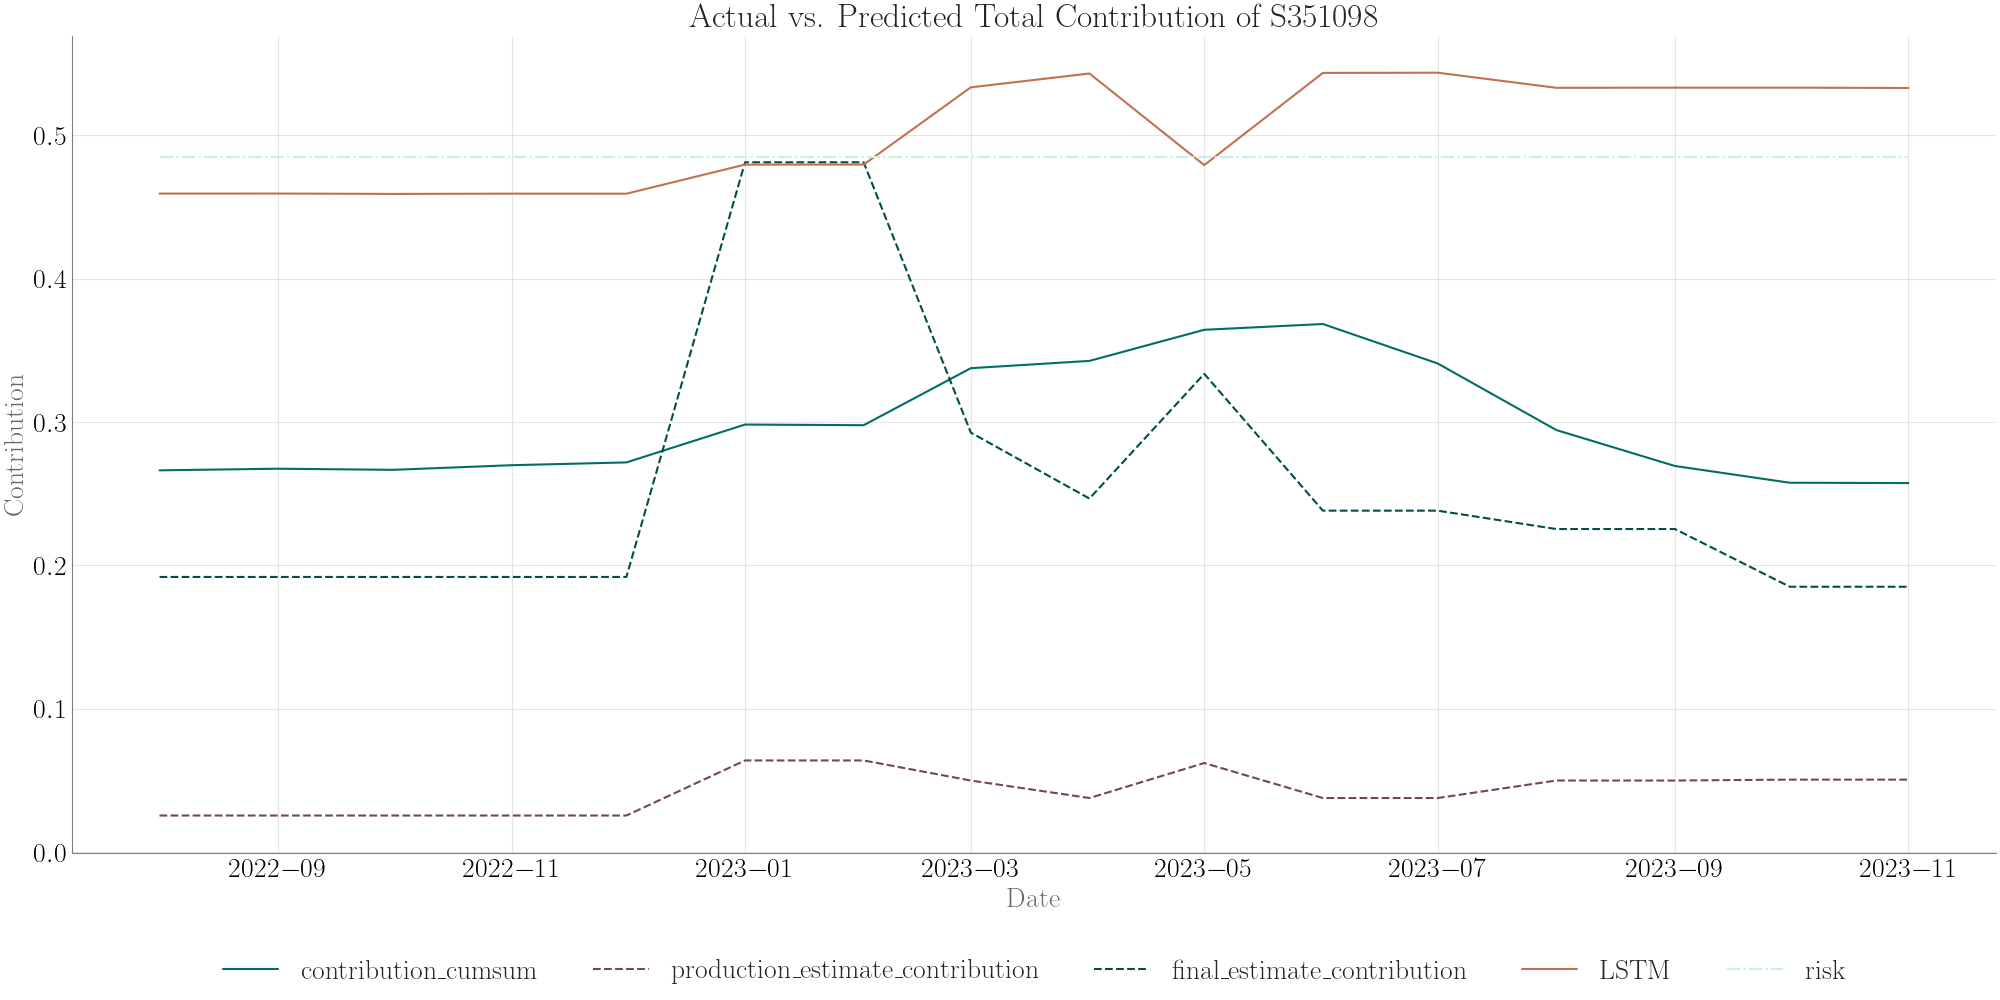 Actual vs. Predicted Total Contribution of S351098
Contribution
0.5
0.4
0.3
0.2
0.1
0.0
2022–09 2022–11 2023–01 2023–03 2023–05 2023–07 2023–09 2023–11
Date
contribution_cumsum production_estimate_contribution final_estimate_contribution LSTM risk